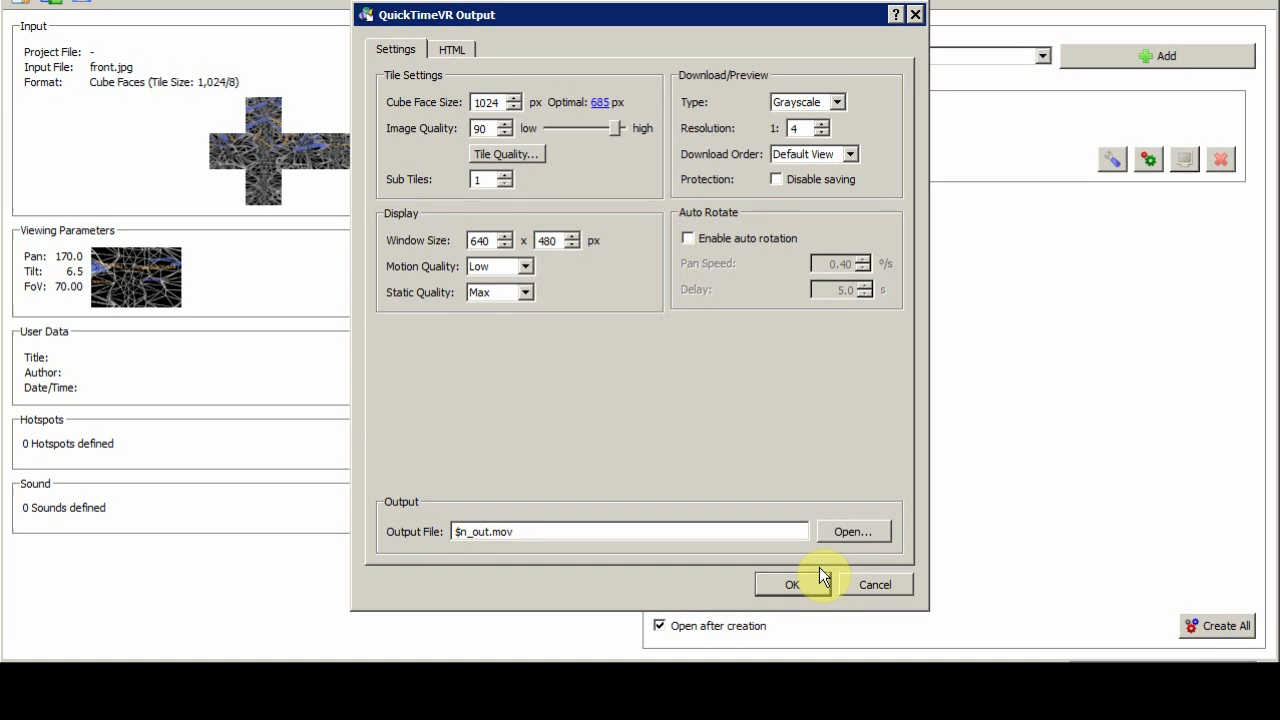 QuickTimeVR Output
Input
Project File: -
Input File: front.jpg
Format: Cube Faces (Tile Size: 1,024/8)
Viewing Parameters
Pan: 170.0
Tilt: 6.5
FoV: 70.00
User Data
Title:
Author:
Date/Time:
Hotspots
0 Hotspots defined
Sound
0 Sounds defined
Settings HTML
Tile Settings
Cube Face Size: 1024 px Optimal: 685 px
Image Quality: 90 low high
Tile Quality...
Sub Tiles: 1
Display
Window Size: 640 x 480 px
Motion Quality: Low
Static Quality: Max
Download/Preview
Type: Grayscale
Resolution: 1: 4
Download Order: Default View
Protection: Disable saving
Auto Rotate
Enable auto rotation
Pan Speed: 0.40 °/s
Delay: 5.0 s
Output
Output File: $n_out.mov Open...
OK Cancel
Add
Open after creation
Create All